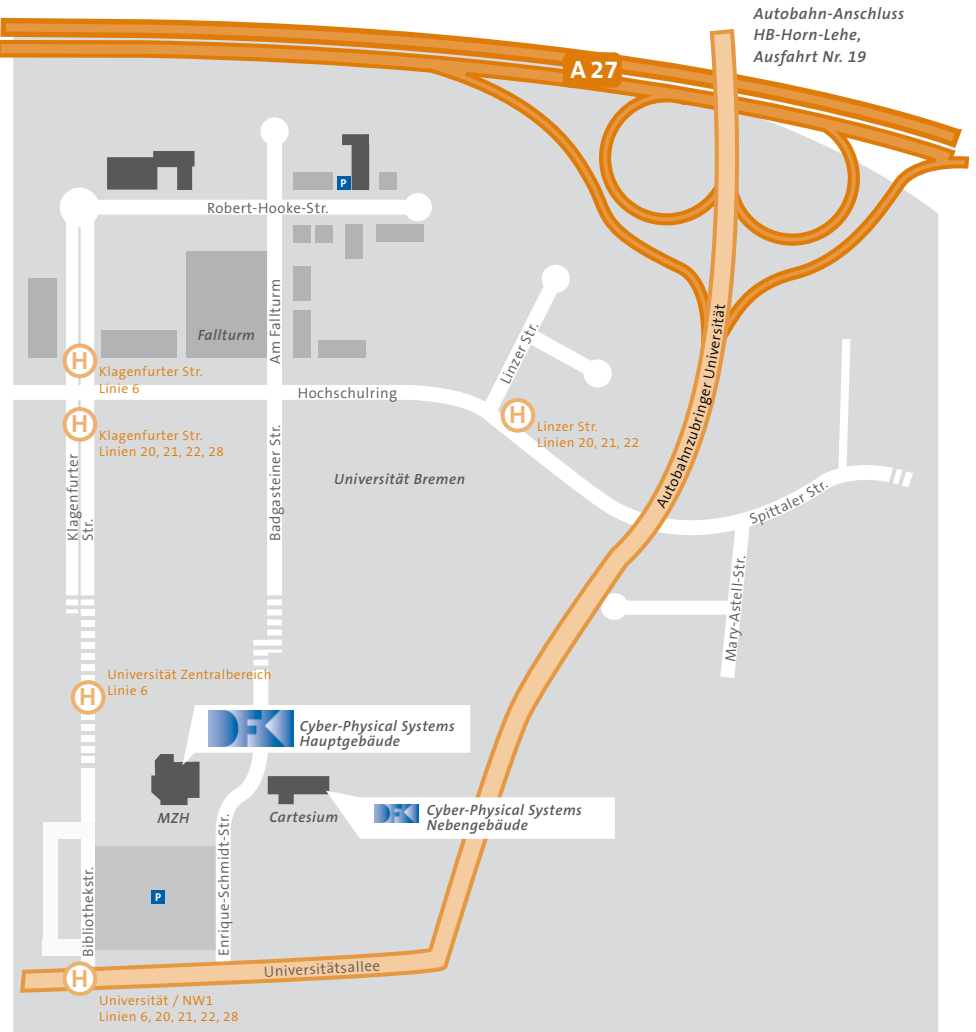 Autobahn-Anschluss
HB-Horn-Lehe,
Ausfahrt Nr. 19
A 27
P
Robert-Hooke-Str.
Am Fallturm
Fallturm
Linzer Str.
Autobahnzubringer Universität
H
Klagenfurter Str.
Linie 6
Hochschulring
H
Klagenfurter Str.
Linien 20, 21, 22, 28
H
Linzer Str.
Linien 20, 21, 22
Klagenfurter
Str.
Badgasteiner Str.
Universität Bremen
Spittaler Str.
Mary-Astell-Str.
H
Universität Zentralbereich
Linie 6
DFKI
Cyber-Physical Systems
Hauptgebäude
MZH
Cartesium
DFKI
Cyber-Physical Systems
Nebengebäude
Bibliothekstr.
P
Enrique-Schmidt-Str.
Universitätsallee
H
Universität / NW1
Linien 6, 20, 21, 22, 28